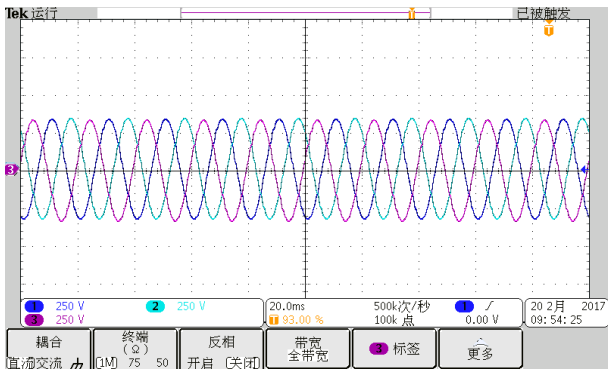 Tek 运行 T 已被触发
T
3
1 250 V 2 250 V 20.0ms 500k次/秒 1 ∫ 20 2月 2017
3 250 V T 93.00 % 100k 点 0.00 V 09:54:25
耦合 终端 反相 带宽 3 标签 更多
(Ω) 全带宽
直流 交流 (1M) 75 50 开启 (关闭)